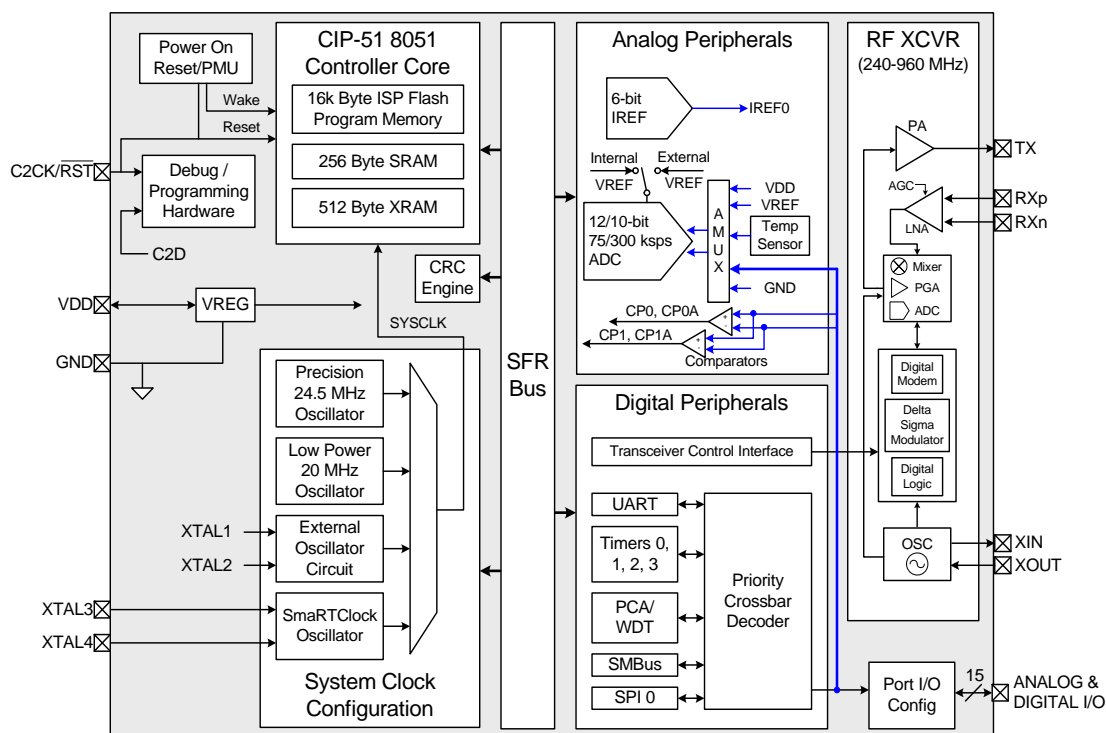 Power On
Reset/PMU
Wake
Reset
C2CK/RST
Debug /
Programming
Hardware
C2D
VDD
VREG
GND
CIP-51 8051
Controller Core
16k Byte ISP Flash
Program Memory
256 Byte SRAM
512 Byte XRAM
CRC
Engine
SYSCLK
Precision
24.5 MHz
Oscillator
Low Power
20 MHz
Oscillator
XTAL1
XTAL2
External
Oscillator
Circuit
XTAL3
XTAL4
SmaRTClock
Oscillator
System Clock
Configuration
SFR
Bus
Analog Peripherals
6-bit
IREF
IREF0
Internal
VREF
External
VREF
12/10-bit
75/300 ksps
ADC
A
M
U
X
VDD
VREF
Temp
Sensor
GND
CP0, CP0A
+
-
CP1, CP1A
+
-
Comparators
Digital Peripherals
Transceiver Control Interface
UART
Timers 0,
1, 2, 3
PCA/
WDT
SMBus
SPI 0
Priority
Crossbar
Decoder
RF XCVR
(240-960 MHz)
PA
TX
AGC
LNA
RXp
RXn
Mixer
PGA
ADC
Digital
Modem
Delta
Sigma
Modulator
Digital
Logic
OSC
XIN
XOUT
Port I/O
Config
15
ANALOG &
DIGITAL I/O